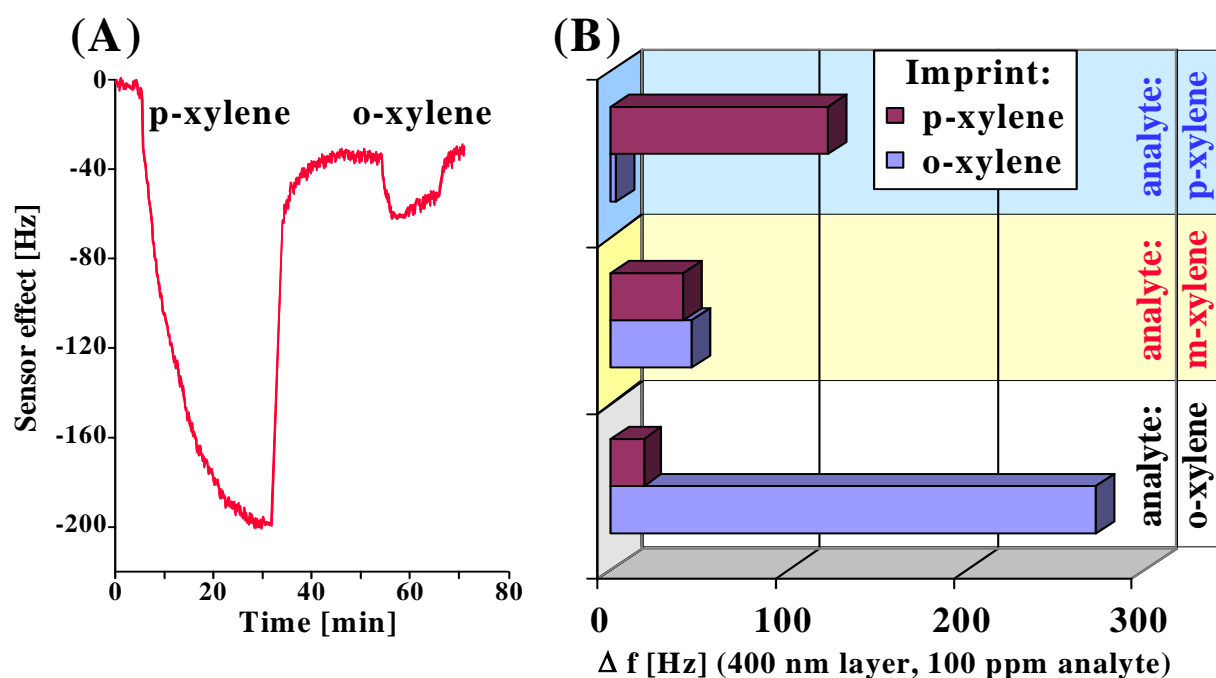 (A)
p-xylene
o-xylene
0
-40
-80
-120
-160
-200
Sensor effect [Hz]
0
20
40
60
80
Time [min]
(B)
Imprint:
p-xylene
o-xylene
analyte:
p-xylene
analyte:
m-xylene
analyte:
o-xylene
0
100
200
300
Δ f [Hz] (400 nm layer, 100 ppm analyte)